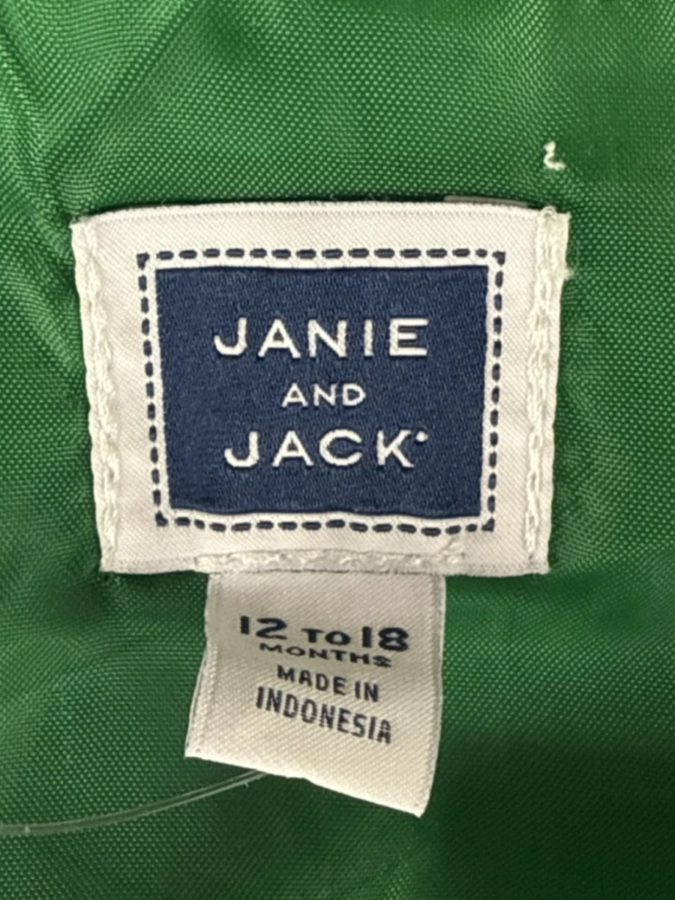 JANIE
AND
JACK
12 TO 18
MONTHS
MADE IN
INDONESIA